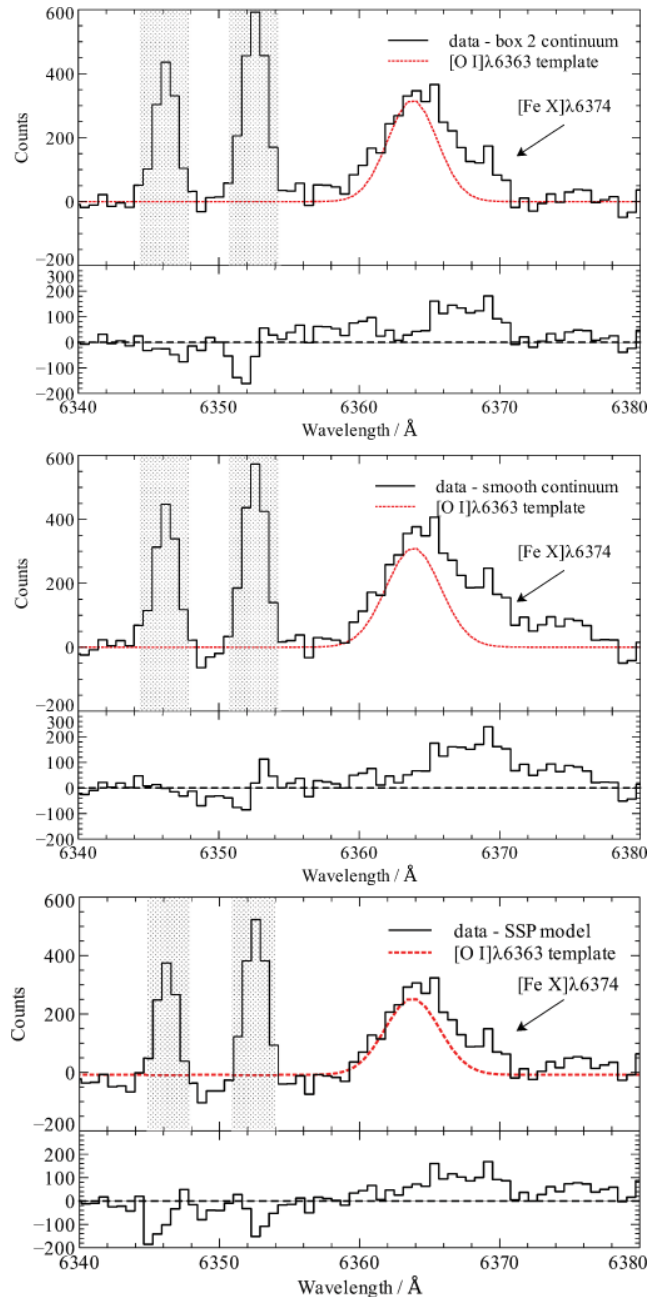 600
data - box 2 continuum
[O I]λ6363 template
400
[Fe X]λ6374
Counts
200
0
−200
300
200
100
0
−100
−200
6340 6350 6360 6370 6380
Wavelength / Å
600
data - smooth continuum
[O I]λ6363 template
400
[Fe X]λ6374
Counts
200
0
−200
300
200
100
0
−100
−200
6340 6350 6360 6370 6380
Wavelength / Å
600
data - SSP model
[O I]λ6363 template
400
[Fe X]λ6374
Counts
200
0
−200
200
100
0
−100
−200
6340 6350 6360 6370 6380
Wavelength / Å